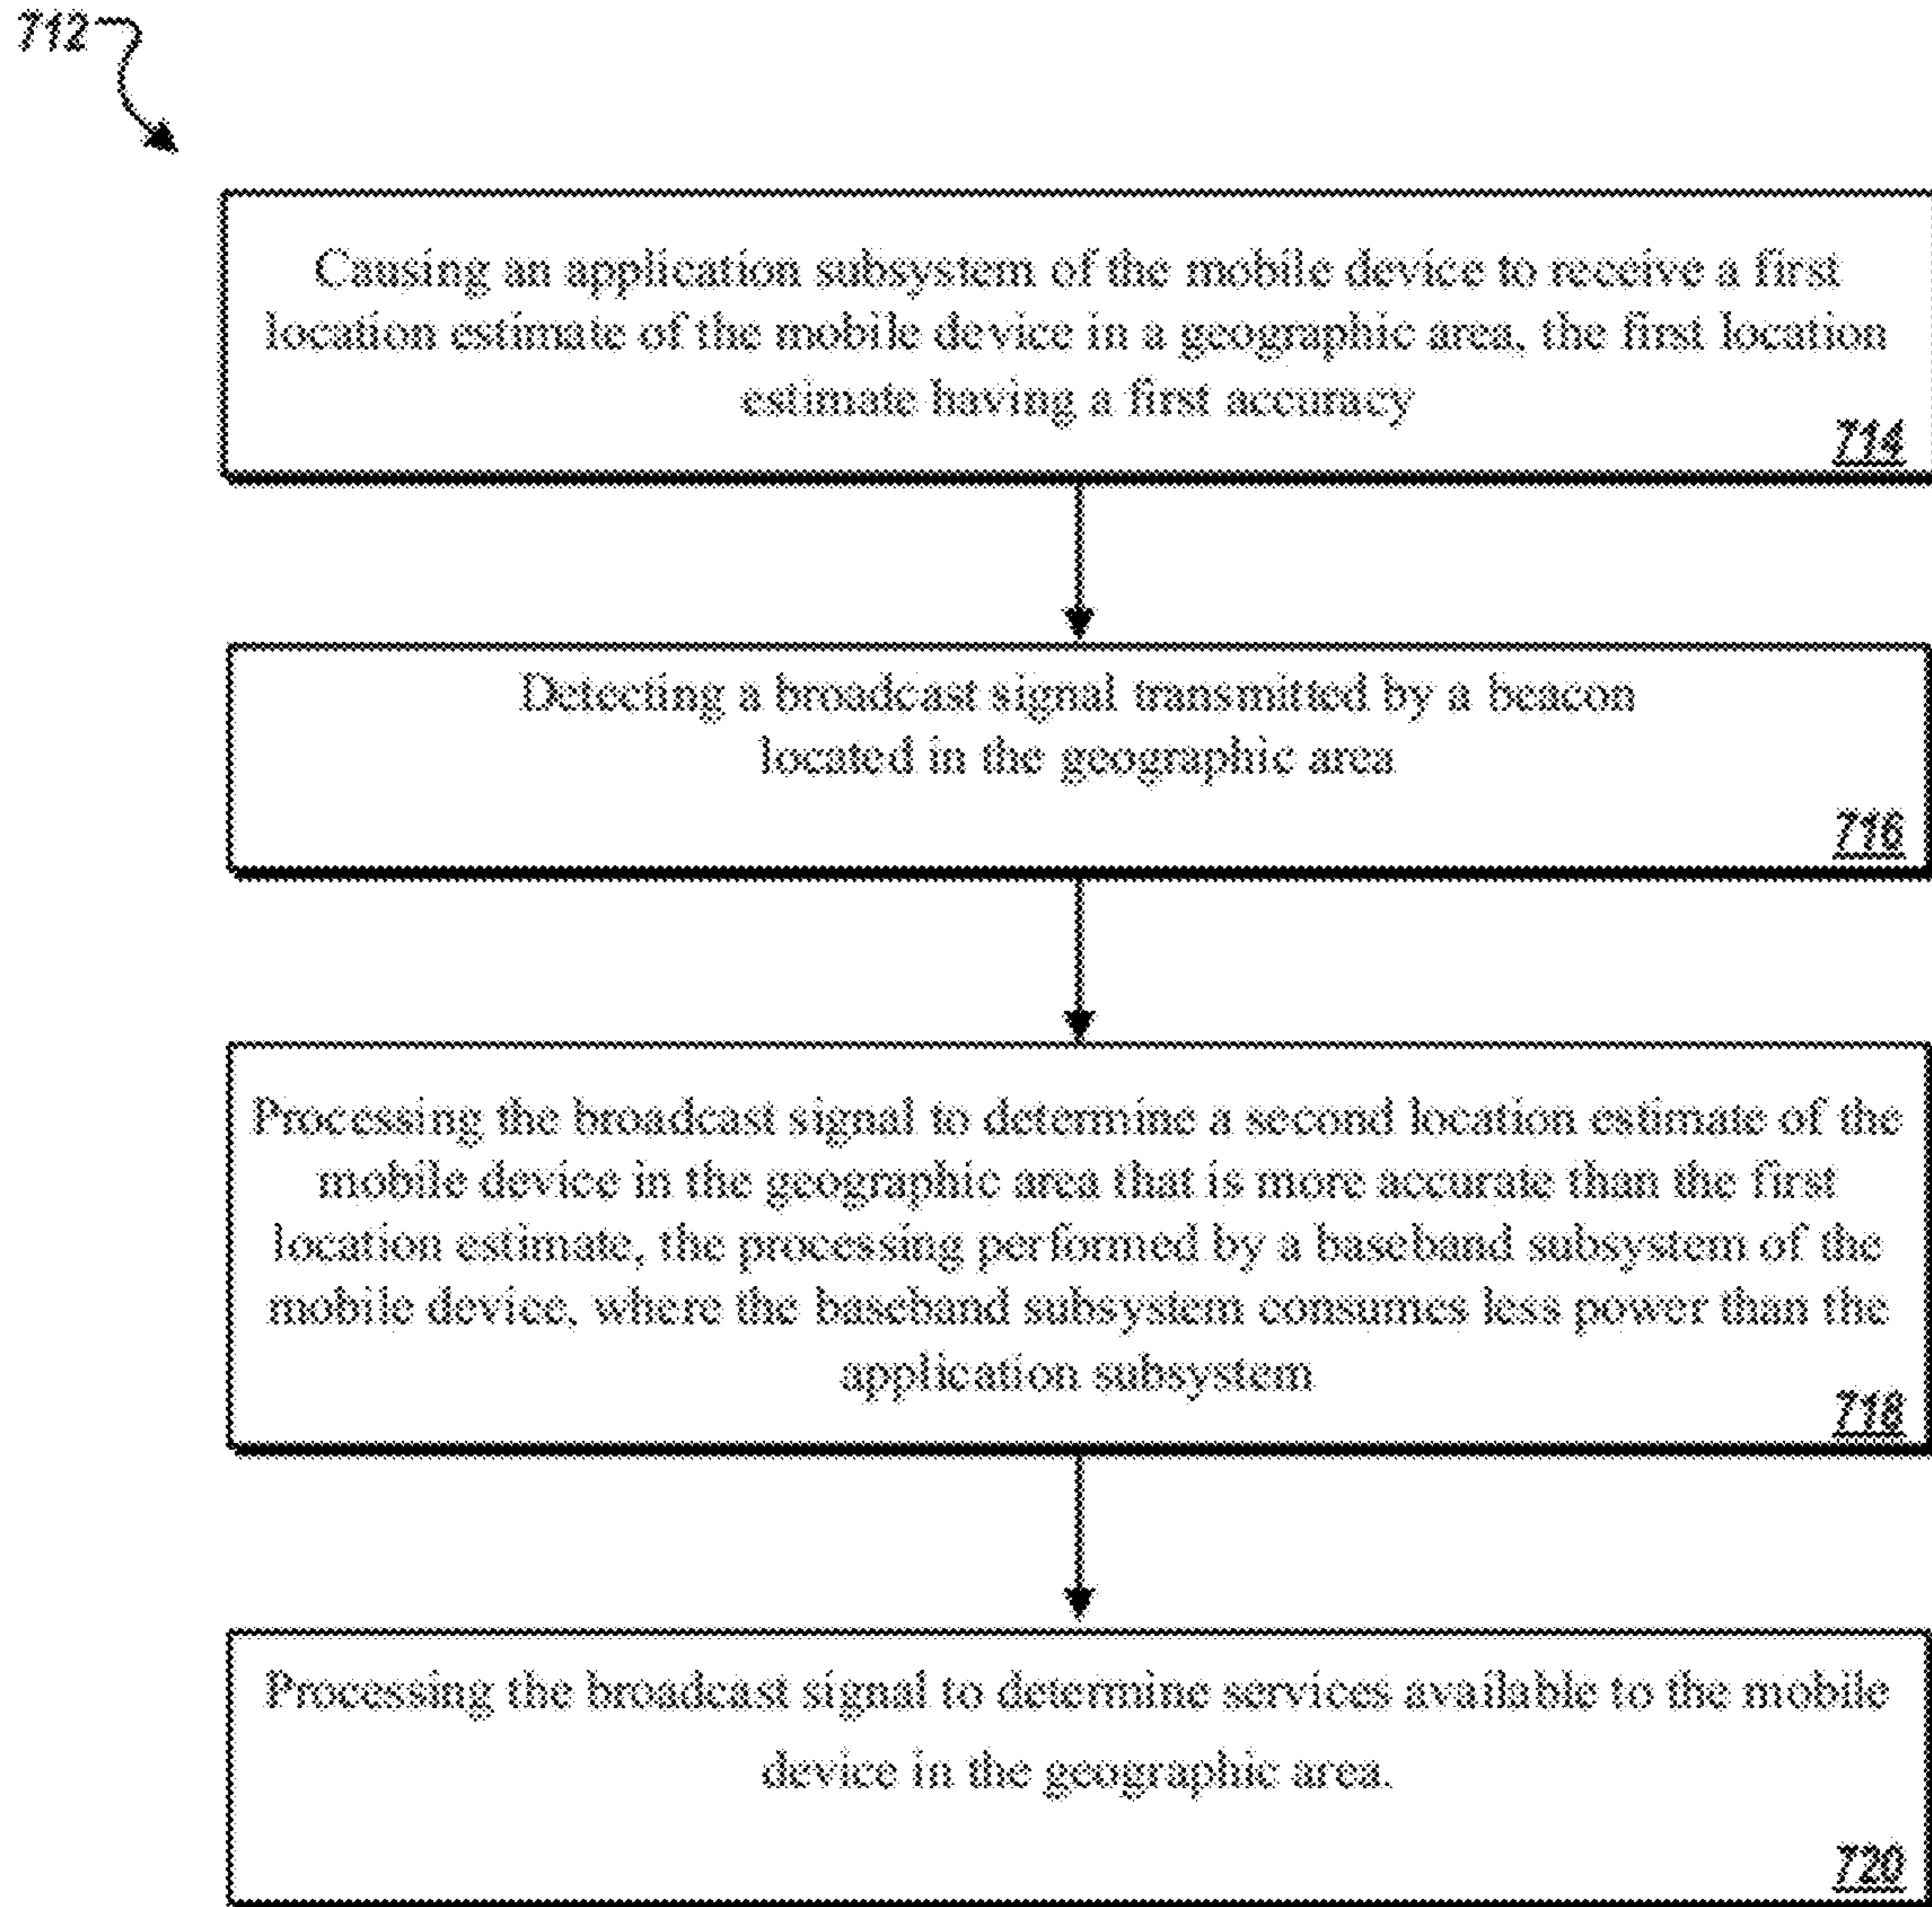 712
Causing an application subsystem of the mobile device to receive a first
location estimate of the mobile device in a geographic area, the first location
estimate having a first accuracy
714
Detecting a broadcast signal transmitted by a beacon
located in the geographic area
716
Processing the broadcast signal to determine a second location estimate of the
mobile device in the geographic area that is more accurate than the first
location estimate, the processing performed by a baseband subsystem of the
mobile device, where the baseband subsystem consumes less power than the
application subsystem
718
Processing the broadcast signal to determine services available to the mobile
device in the geographic area.
720